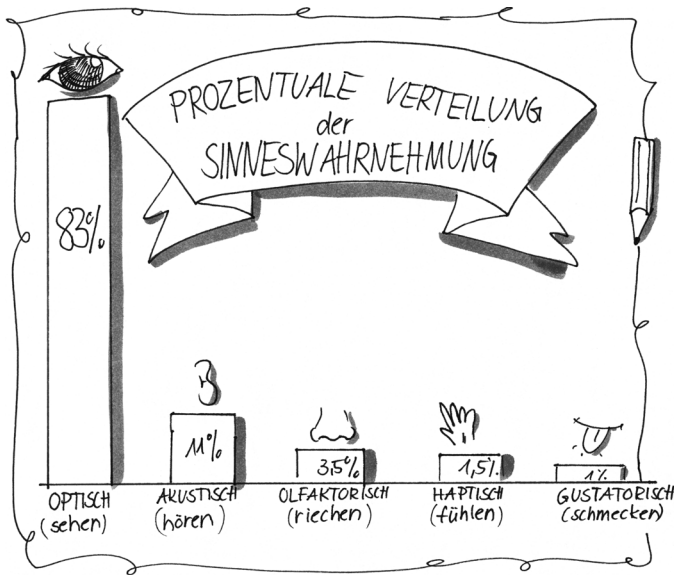 PROZENTUALE VERTEILUNG
der
SINNESWAHRNEHMUNG
83%
11%
3,5%
1,5%
1%
OPTISCH
(sehen)
AKUSTISCH
(hören)
OLFAKTORISCH
(riechen)
HAPTISCH
(fühlen)
GUSTATORISCH
(schmecken)